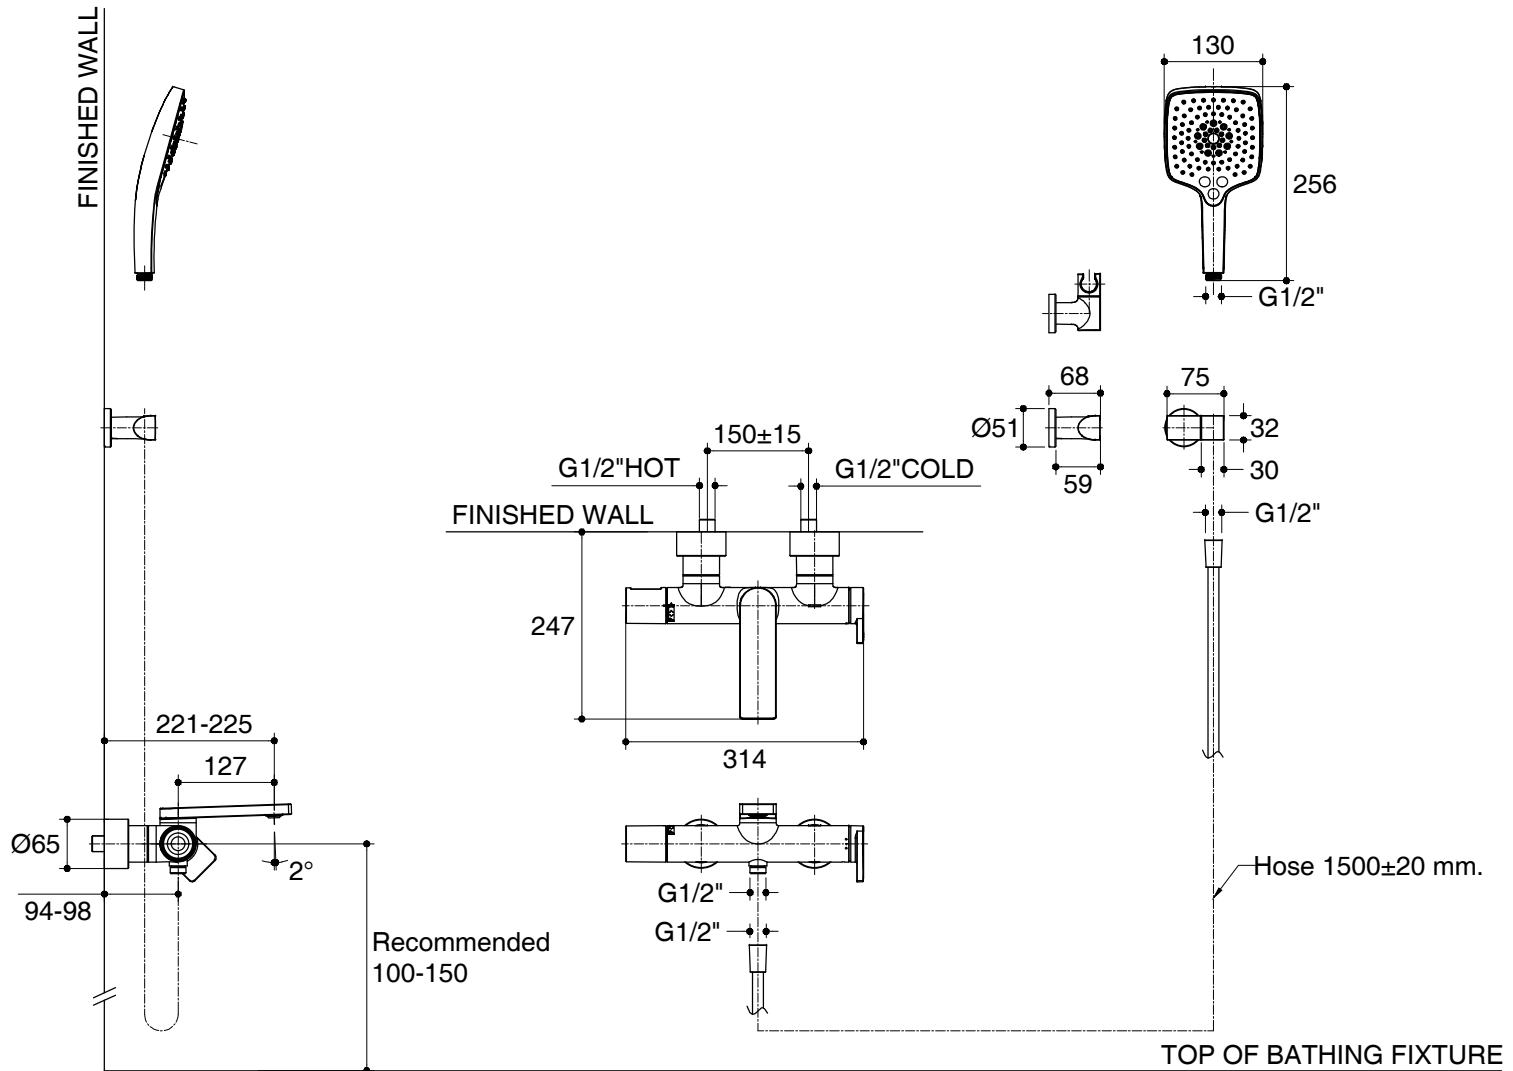 FINISHED WALL
130
256
G1/2"
68
75
Ø51
32
59
30
G1/2"
150±15
G1/2"HOT
G1/2"COLD
FINISHED WALL
247
314
221-225
127
Ø65
2°
94-98
Recommended
100-150
G1/2"
G1/2"
Hose 1500±20 mm.
TOP OF BATHING FIXTURE